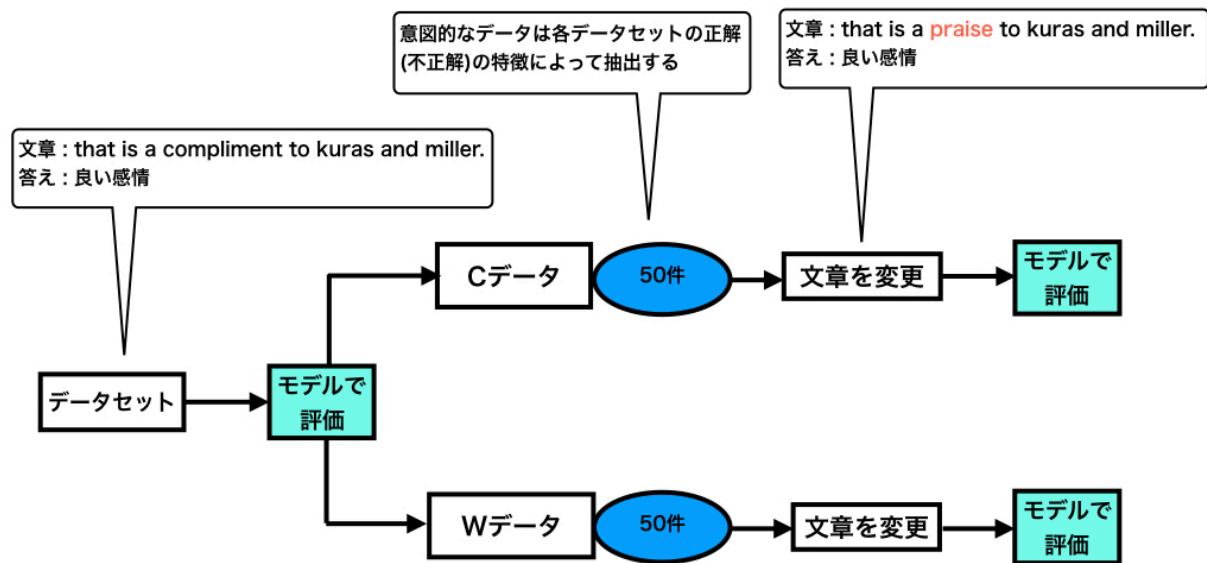 意図的なデータは各データセットの正解
(不正解)の特徴によって抽出する
文章 : that is a praise to kuras and miller.
答え : 良い感情
文章 : that is a compliment to kuras and miller.
答え : 良い感情
Cデータ
50件
文章を変更
モデルで
評価
データセット
モデルで
評価
Wデータ
50件
文章を変更
モデルで
評価